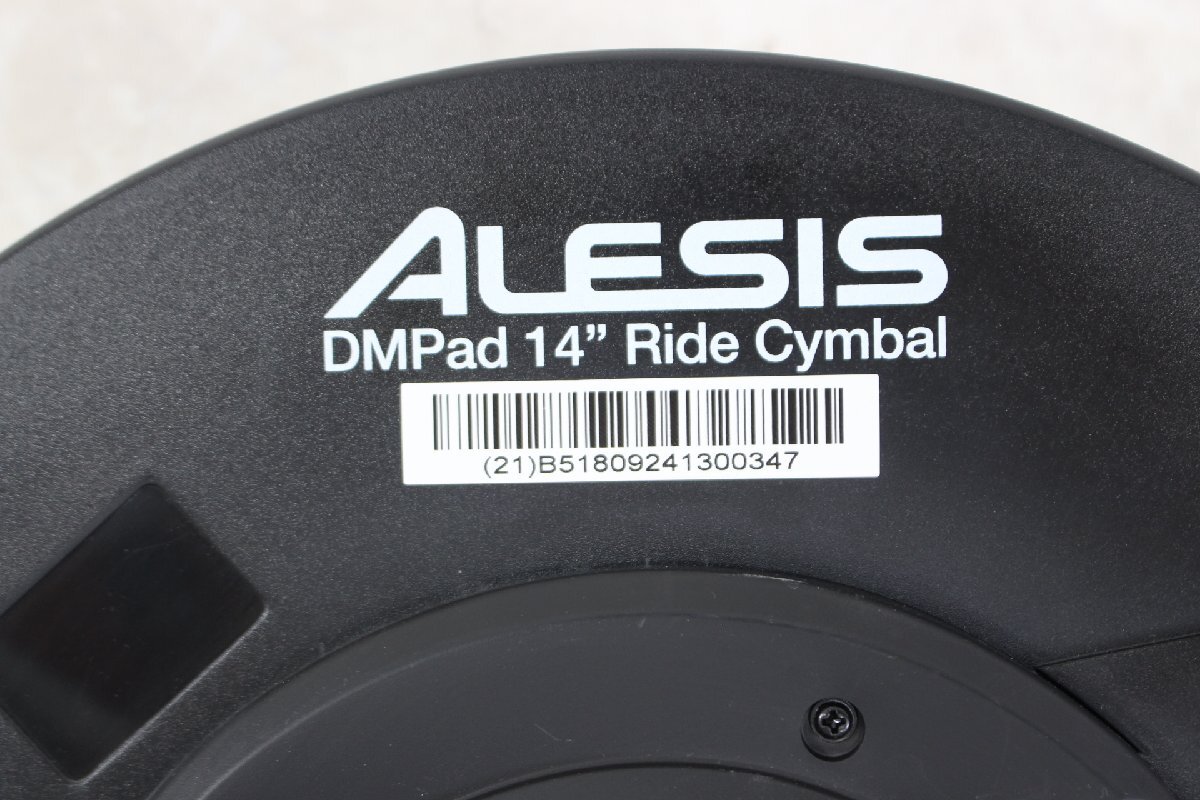 ALESIS
DMPad 14” Ride Cymbal
(21)B51809241300347